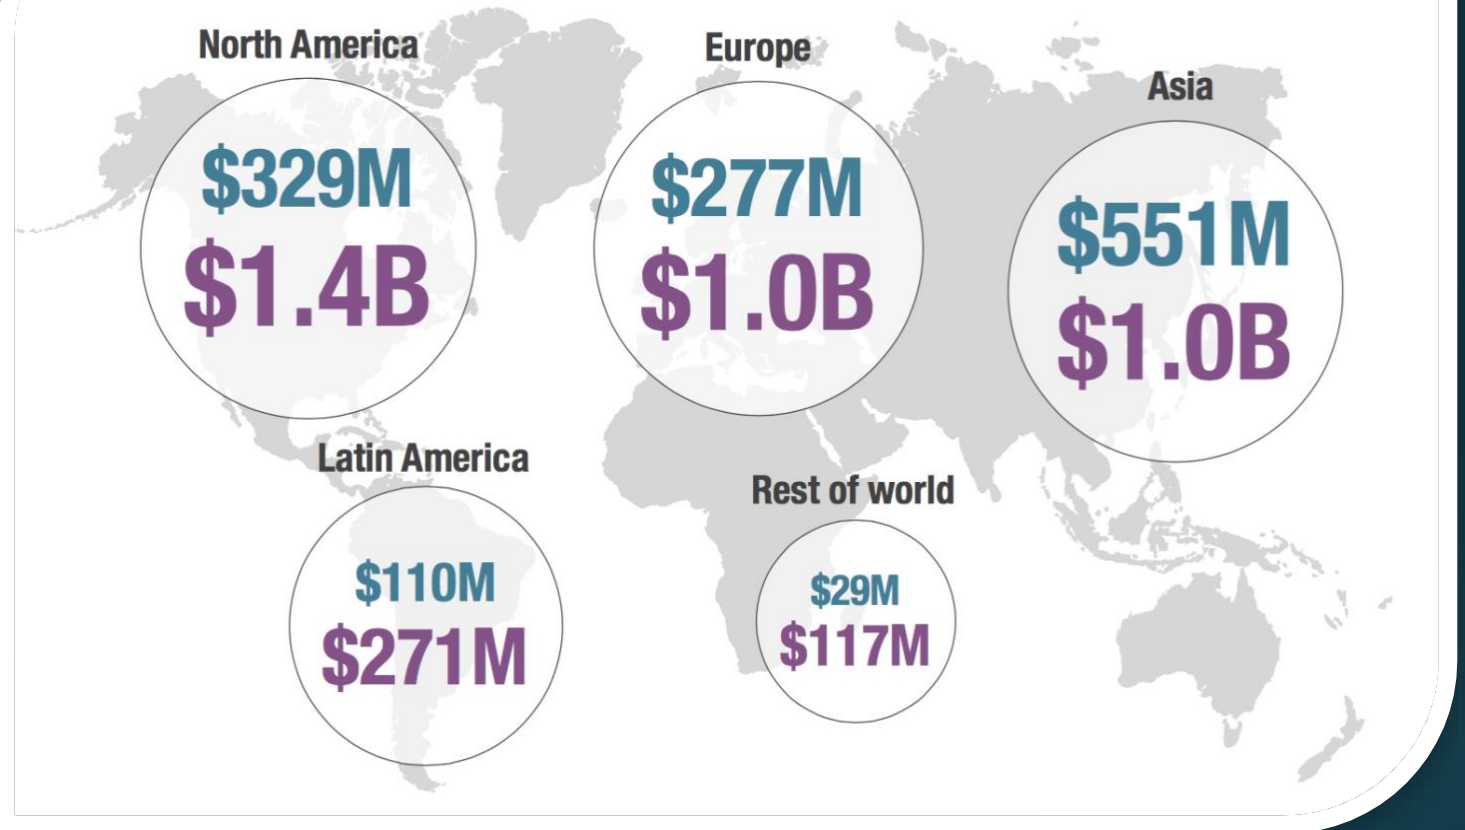 North America
$329M
$1.4B
Europe
$277M
$1.0B
Asia
$551M
$1.0B
Latin America
$110M
$271M
Rest of world
$29M
$117M